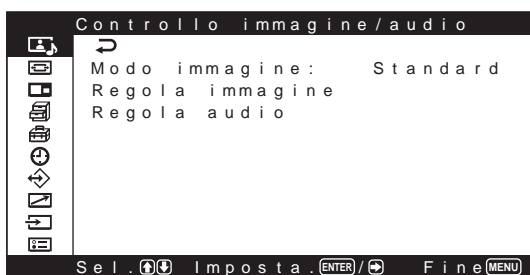 Controllo immagine/audio
Modo immagine: Standard
Regola immagine
Regola audio
Sel. Imposta. ENTER / Fine MENU